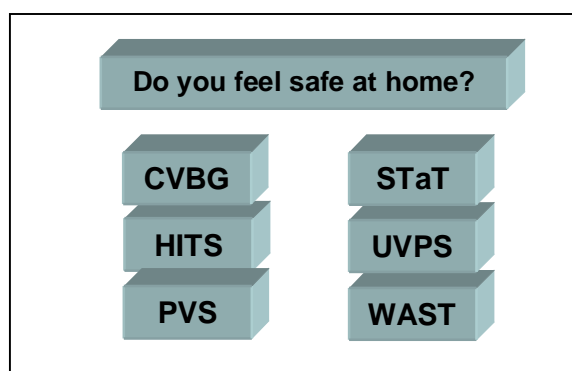 Do you feel safe at home?
CVBG
HITS
PVS
STaT
UVPS
WAST